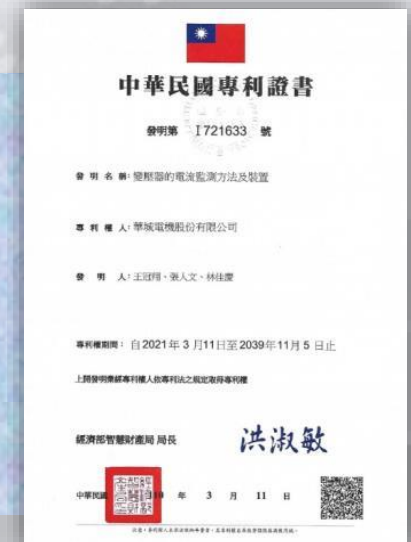 中華民國專利證書
發明第 I721633 號
發明名稱：變壓器的電流監測方法及裝置
專利權人：華城電機股份有限公司
發明人：王冠翔、張人文、林佳慶
專利權期間：自2021年3月11日至2039年11月5日止
上開發明業經專利權人依專利法之規定取得專利權
經濟部智慧財產局 局長
洪淑敏
中華民國 110 年 3 月 11 日